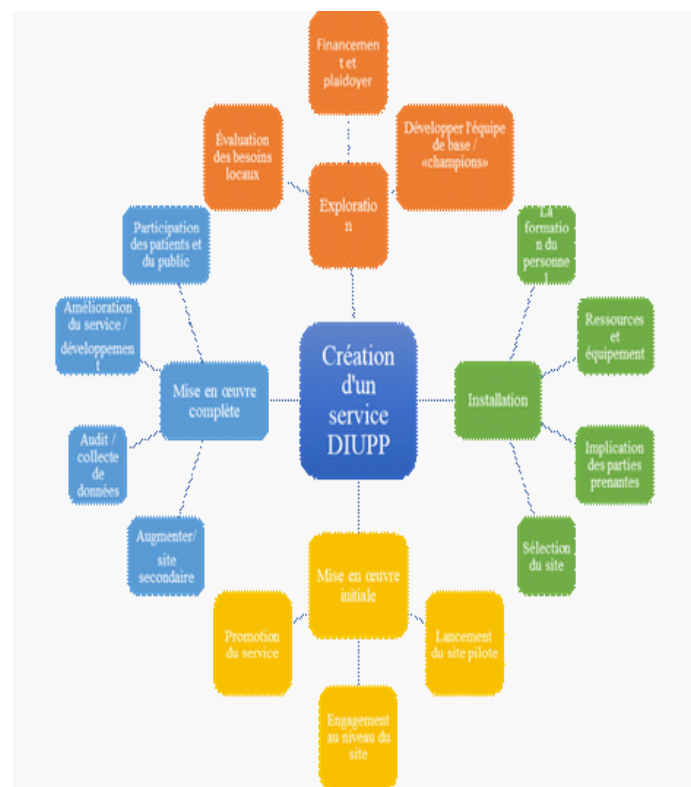 Financemen
t et
plaidoyer
Évaluation
des besoins
locaux
Développer l'équipe
de base /
«champions»
Exploratio
n
Participation
des patients et
du public
La
formatio
n du
personne
l
Amélioration
du service /
développemen
t
Ressources
et
équipement
Création
d'un
service
DIUPP
Mise en œuvre
complète
Installation
Audit /
collecte
de
données
Implication
des parties
prenantes
Augmenter/
site
secondaire
Sélection
du site
Mise en œuvre
initiale
Promotion
du service
Lancement
du site pilote
Engagement
au niveau du
site